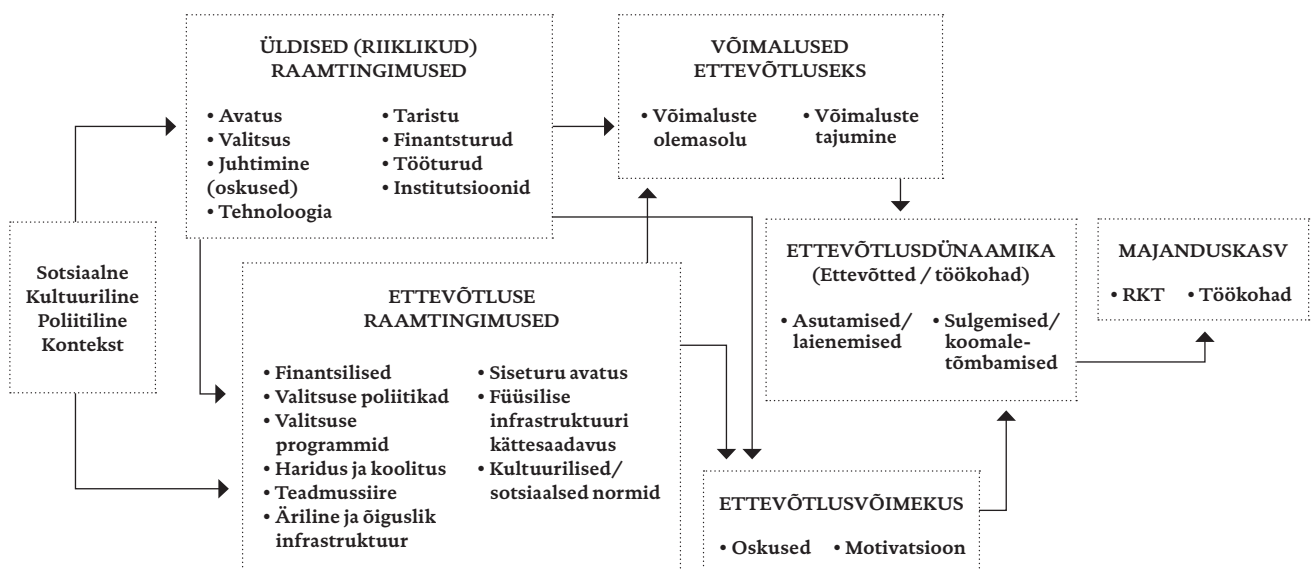 ÜLDISED (RIIKLIKUD)
RAAMTINGIMUSED
• Avatus
• Valitsus
• Juhtimine
(oskused)
• Tehnoloogia
• Taristu
• Finantsturud
• Tööturud
• Institutsioonid
VÕIMALUSED
ETTEVÕTLUSEKS
• Võimaluste
olemasolu
• Võimaluste
tajumine
Sotsiaalne
Kultuuriline
Poliitiline
Kontekst
ETTEVÕTLUSE
RAAMTINGIMUSED
• Finantsilised
• Valitsuse poliitikad
• Valitsuse
programmid
• Haridus ja koolitus
• Teadmussiire
• Äriline ja õiguslik
infrastruktuur
• Siseturu avatus
• Füüsilise
infrastruktuuri
kättesaadavus
• Kultuurilised/
sotsiaalsed normid
ETTEVÕTLUSDÜNAAMIKA
(Ettevõtted / töökohad)
• Asutamised/
laienemised
• Sulgemised/
koomale-
tõmbamised
MAJANDUSKASV
• RKT • Töökohad
ETTEVÕTLUSVÕIMEKUS
• Oskused • Motivatsioon